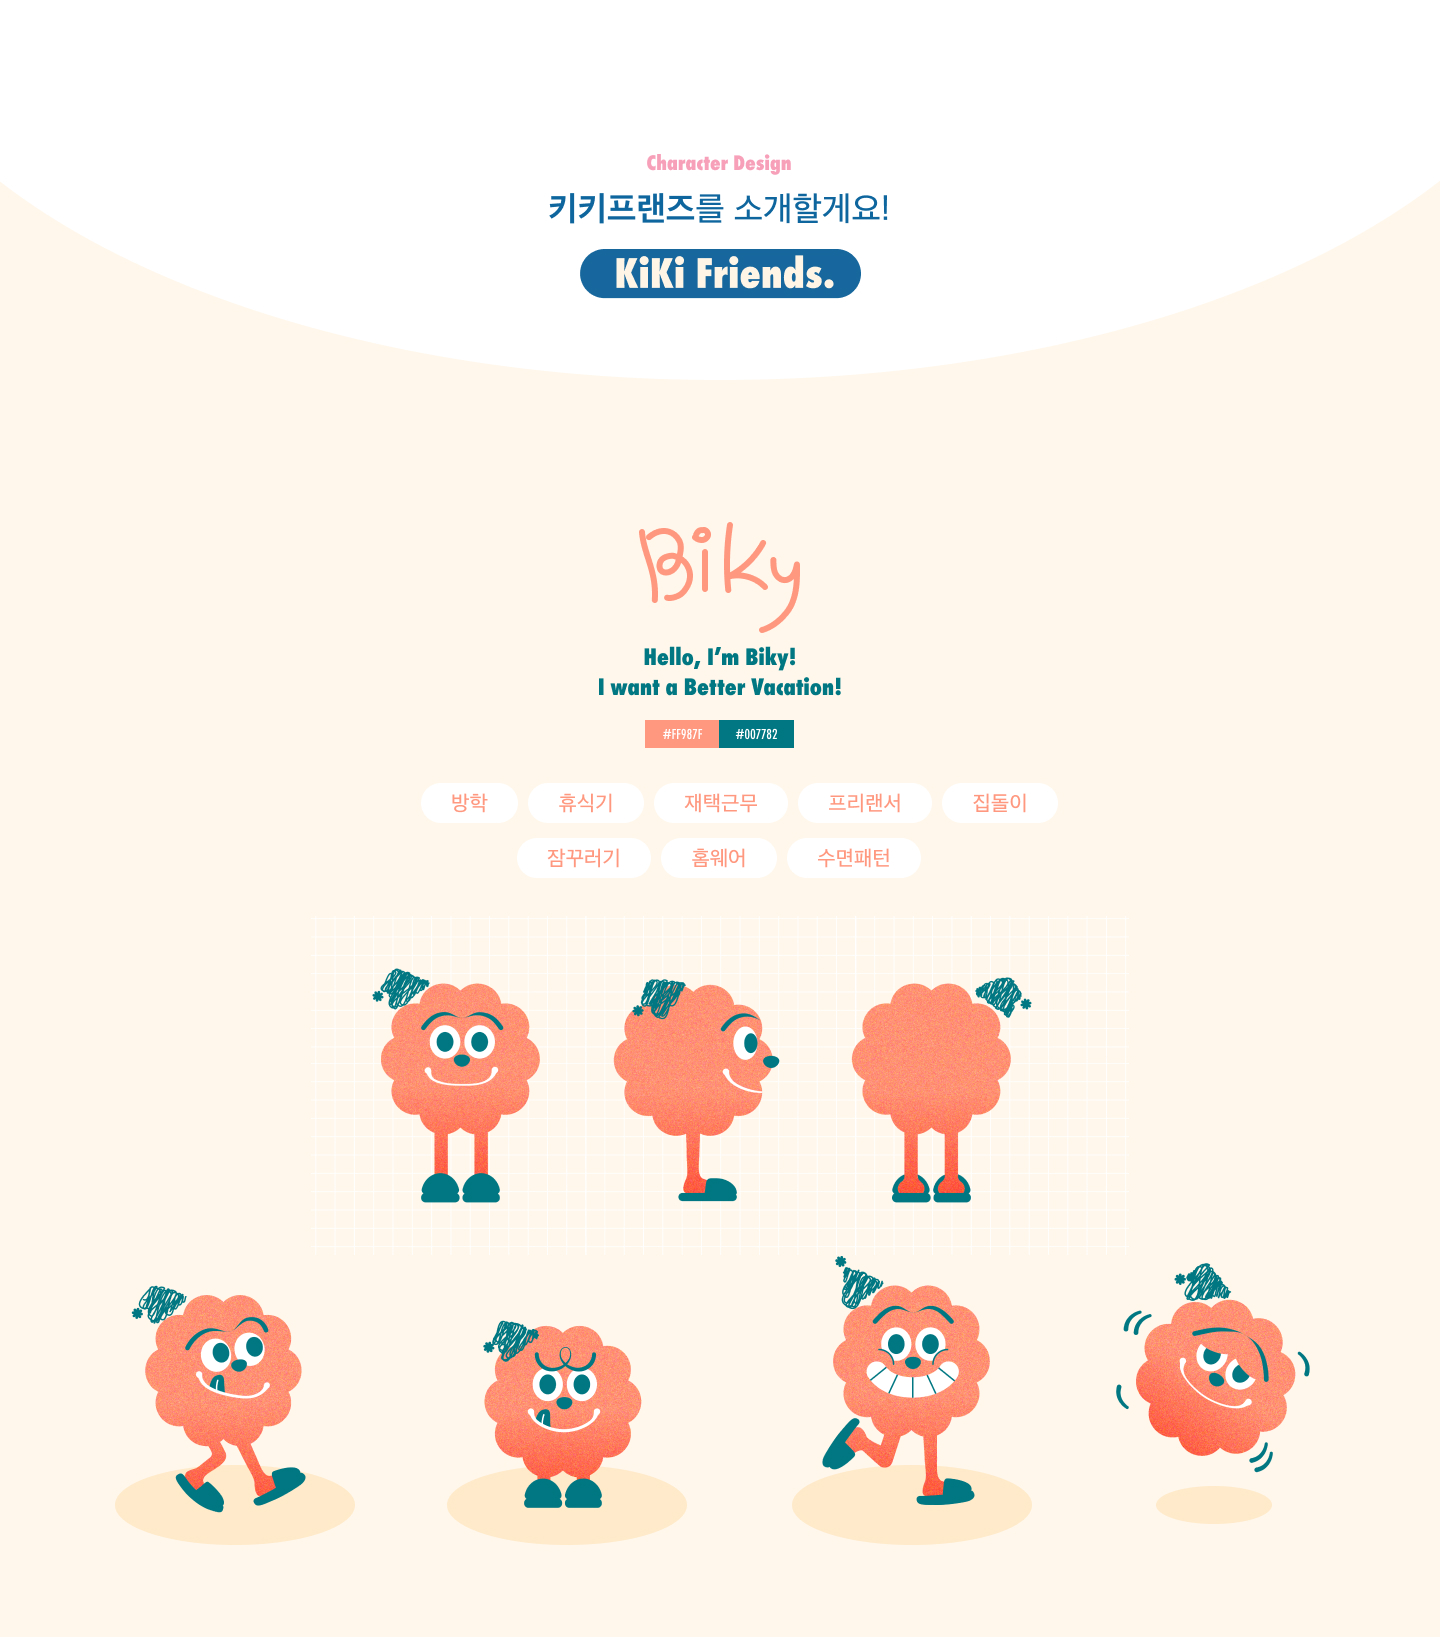 Character Design
키키프랜즈를 소개할게요!
KiKi Friends.
Biky
Hello, I'm Biky!
I want a Better Vacation!
#FF987F #007782
방학 휴식기 재택근무 프리랜서 집돌이
잠꾸러기 홈웨어 수면패턴